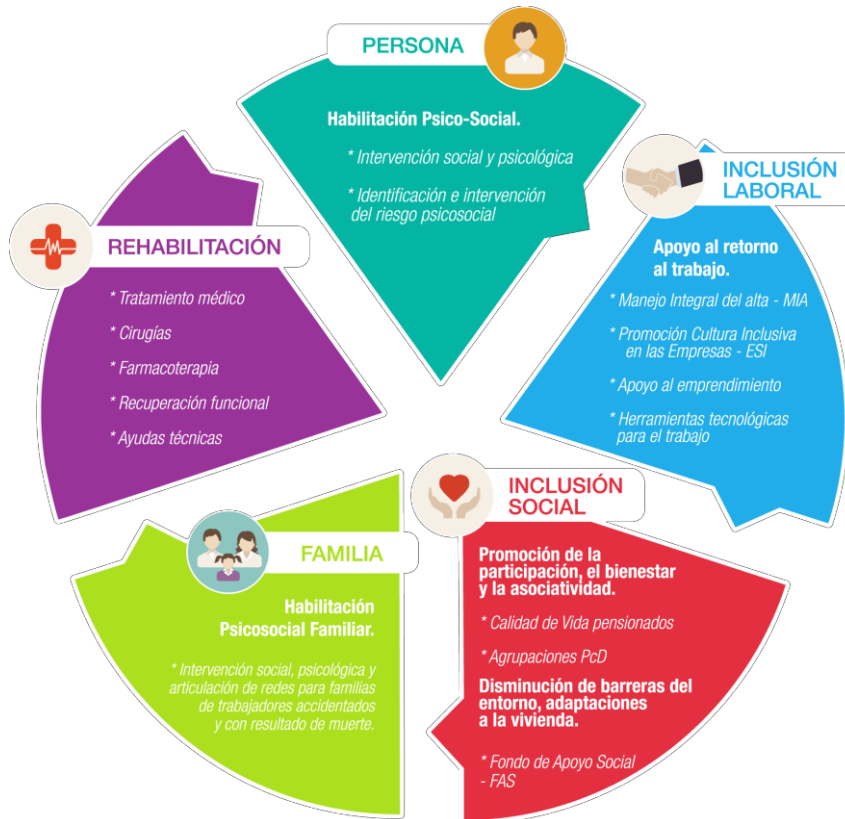 PERSONA
Habilitación Psico-Social.
* Intervención social y psicológica
* Identificación e intervención
del riesgo psicosocial
INCLUSIÓN
LABORAL
Apoyo al retorno
al trabajo.
* Manejo Integral del alta - MIA
* Promoción Cultura Inclusiva
en las Empresas - ESI
* Apoyo al emprendimiento
* Herramientas tecnológicas
para el trabajo
INCLUSIÓN
SOCIAL
Promoción de la
participación, el bienestar
y la asociatividad.
* Calidad de Vida pensionados
* Agrupaciones PcD
Disminución de barreras del
entorno, adaptaciones
a la vivienda.
* Fondo de Apoyo Social
- FAS
FAMILIA
Habilitación
Psicosocial Familiar.
* Intervención social, psicológica y
articulación de redes para familias
de trabajadores accidentados
y con resultado de muerte.
REHABILITACIÓN
* Tratamiento médico
* Cirugías
* Farmacoterapia
* Recuperación funcional
* Ayudas técnicas